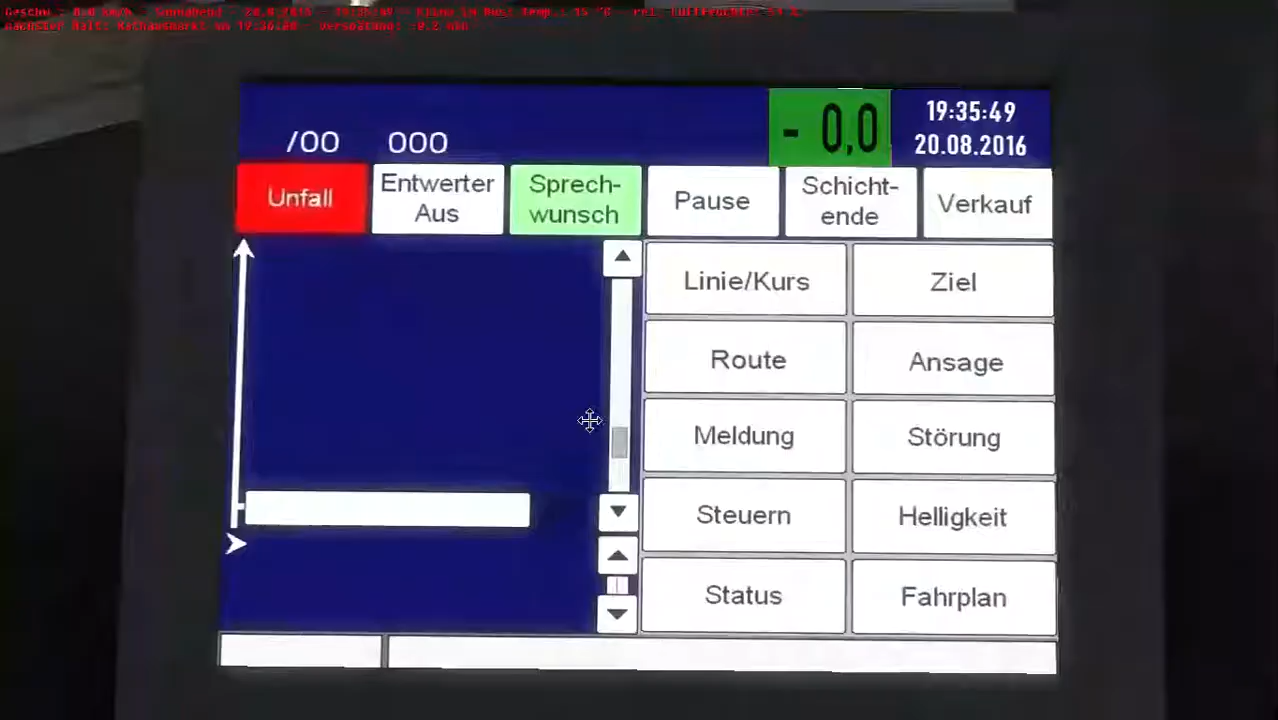 19:35:49
- 0,0
/00 000
20.08.2016
Unfall
Entwerter
Aus
Sprech-
wunsch
Pause
Schicht-
ende
Verkauf
Linie/Kurs
Ziel
Route
Ansage
Meldung
Störung
Steuern
Helligkeit
Status
Fahrplan